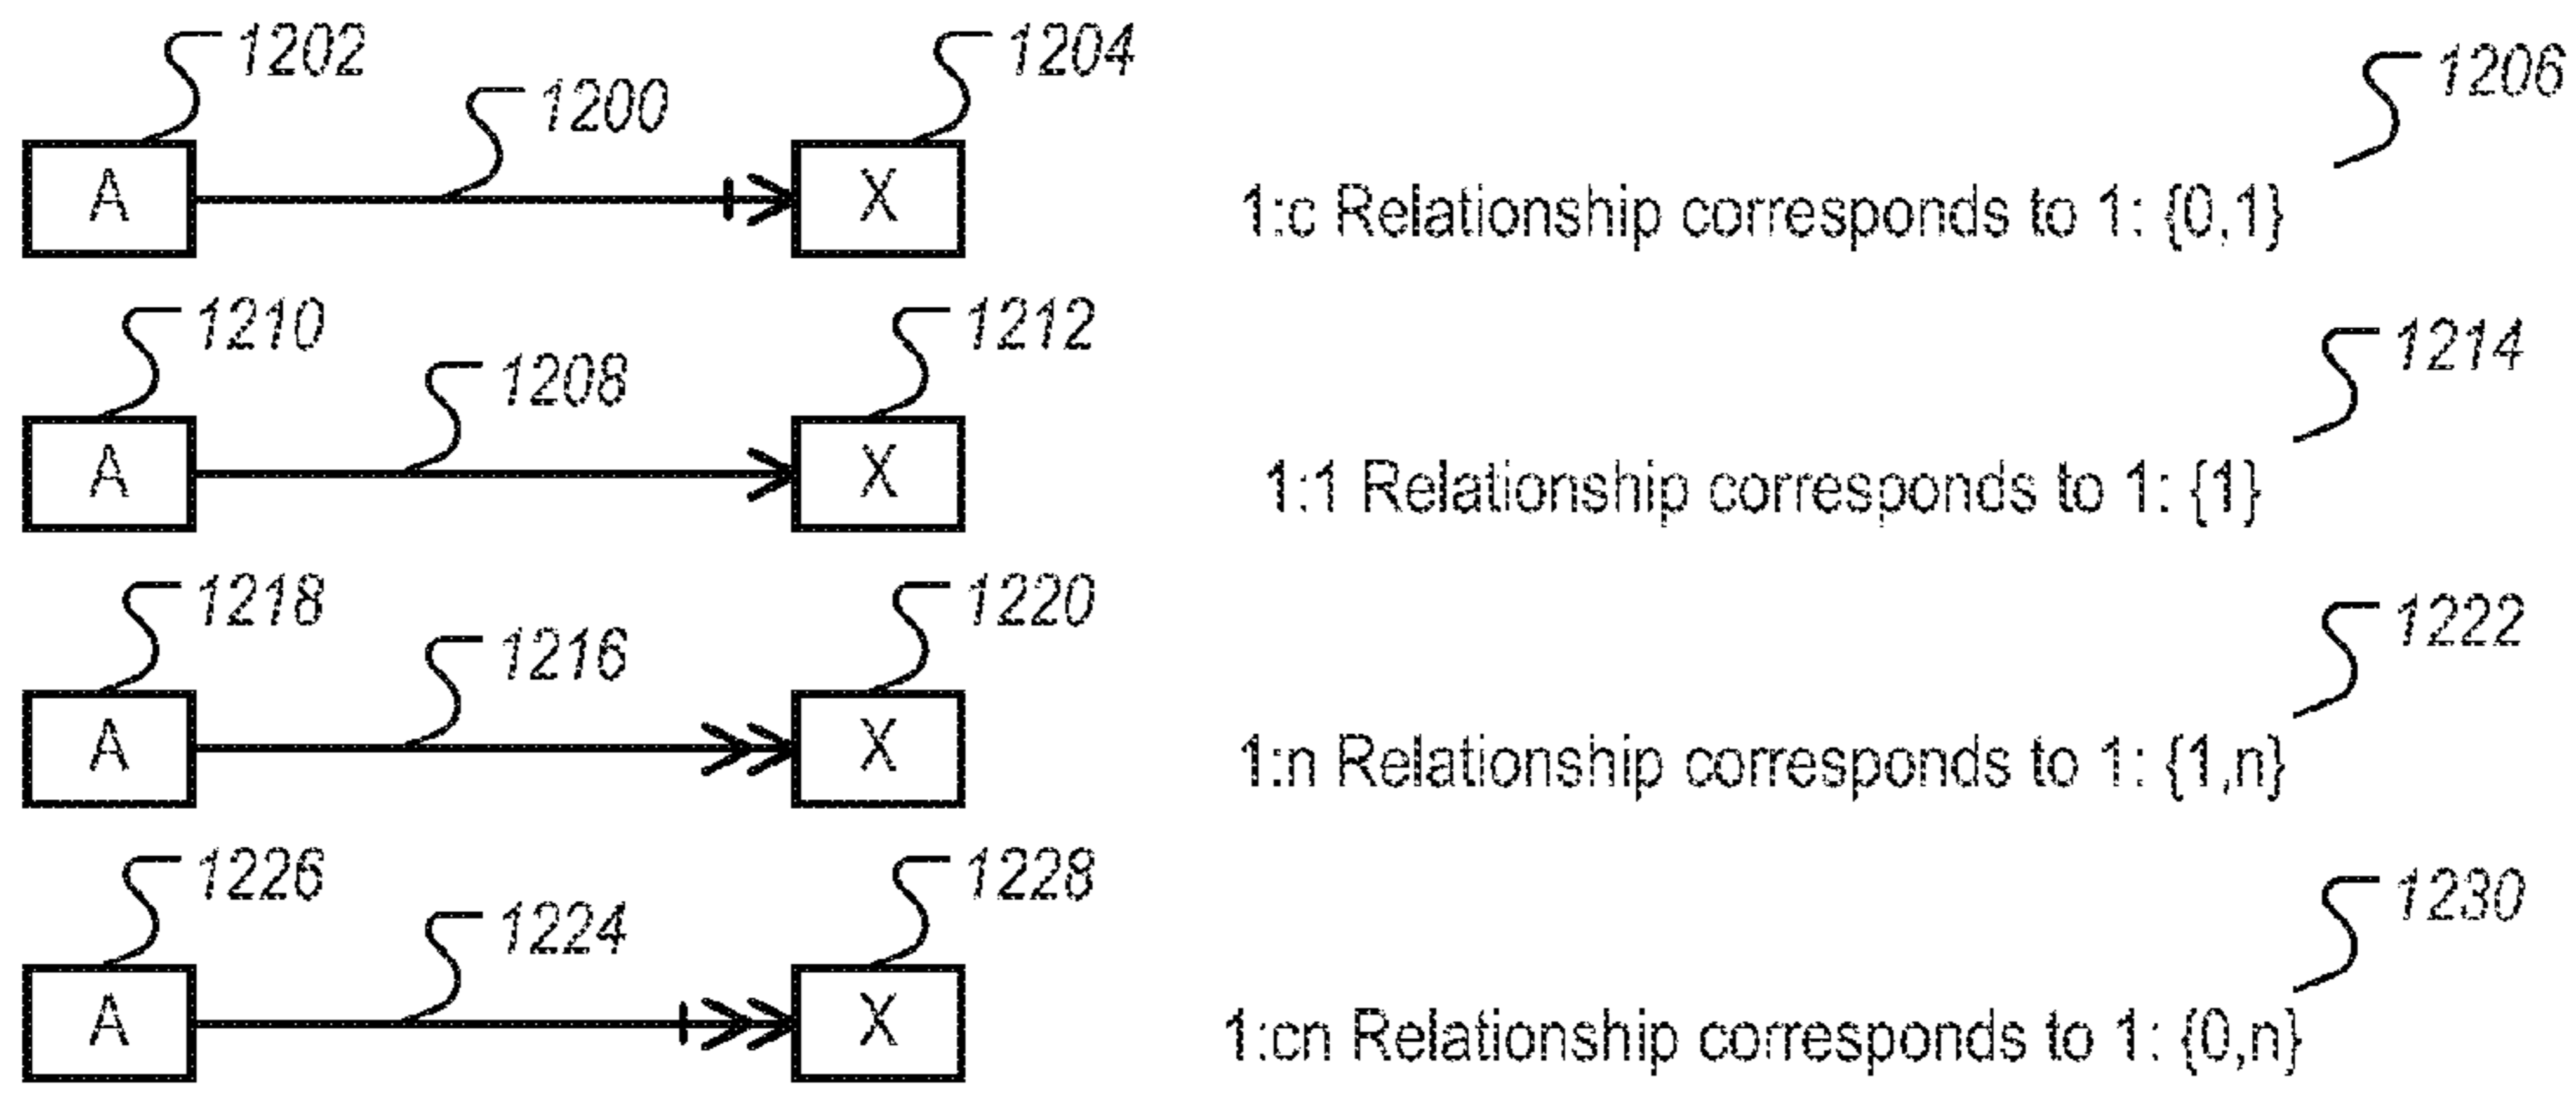 1202
1204
1206
1200
A
X
1:c Relationship corresponds to 1: {0,1}
1210
1212
1214
1208
A
X
1:1 Relationship corresponds to 1: {1}
1218
1220
1222
1216
A
X
1:n Relationship corresponds to 1: {1,n}
1226
1228
1230
1224
A
X
1:cn Relationship corresponds to 1: {0,n}